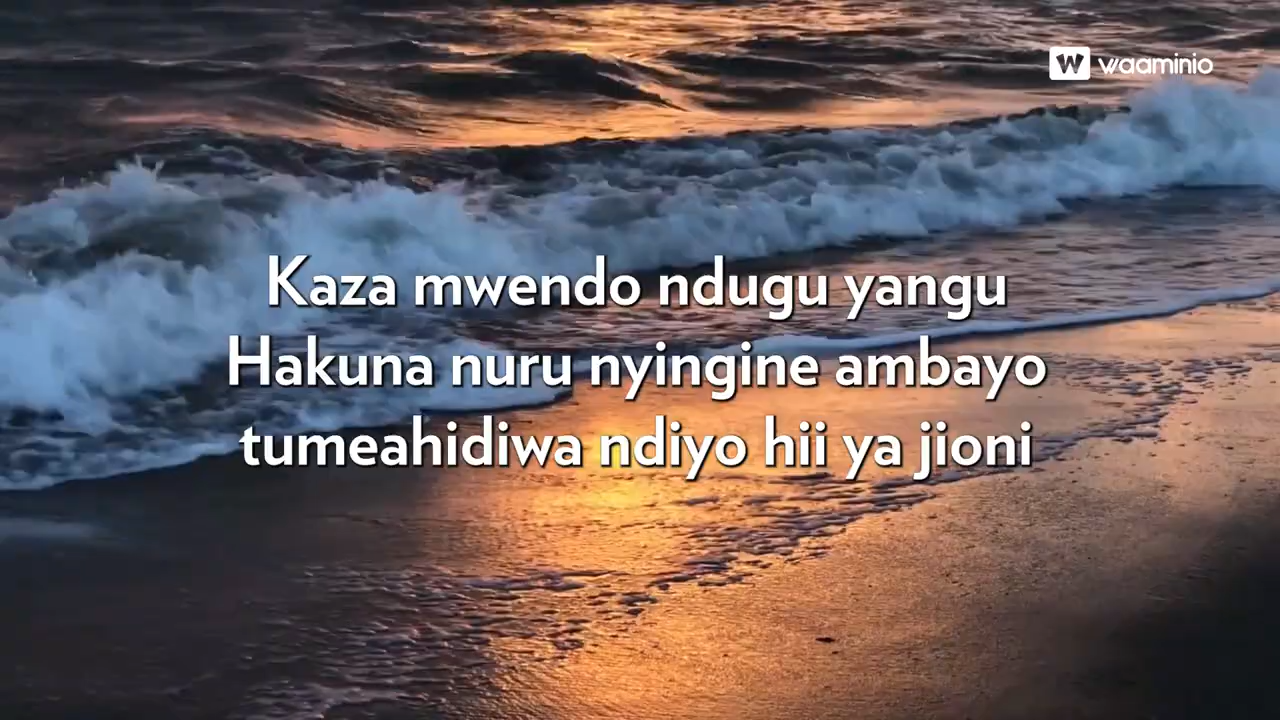 W waaminio
Kaza mwendo ndugu yangu
Hakuna nuru nyingine ambayo
tumeahidiwa ndiyo hii ya jioni